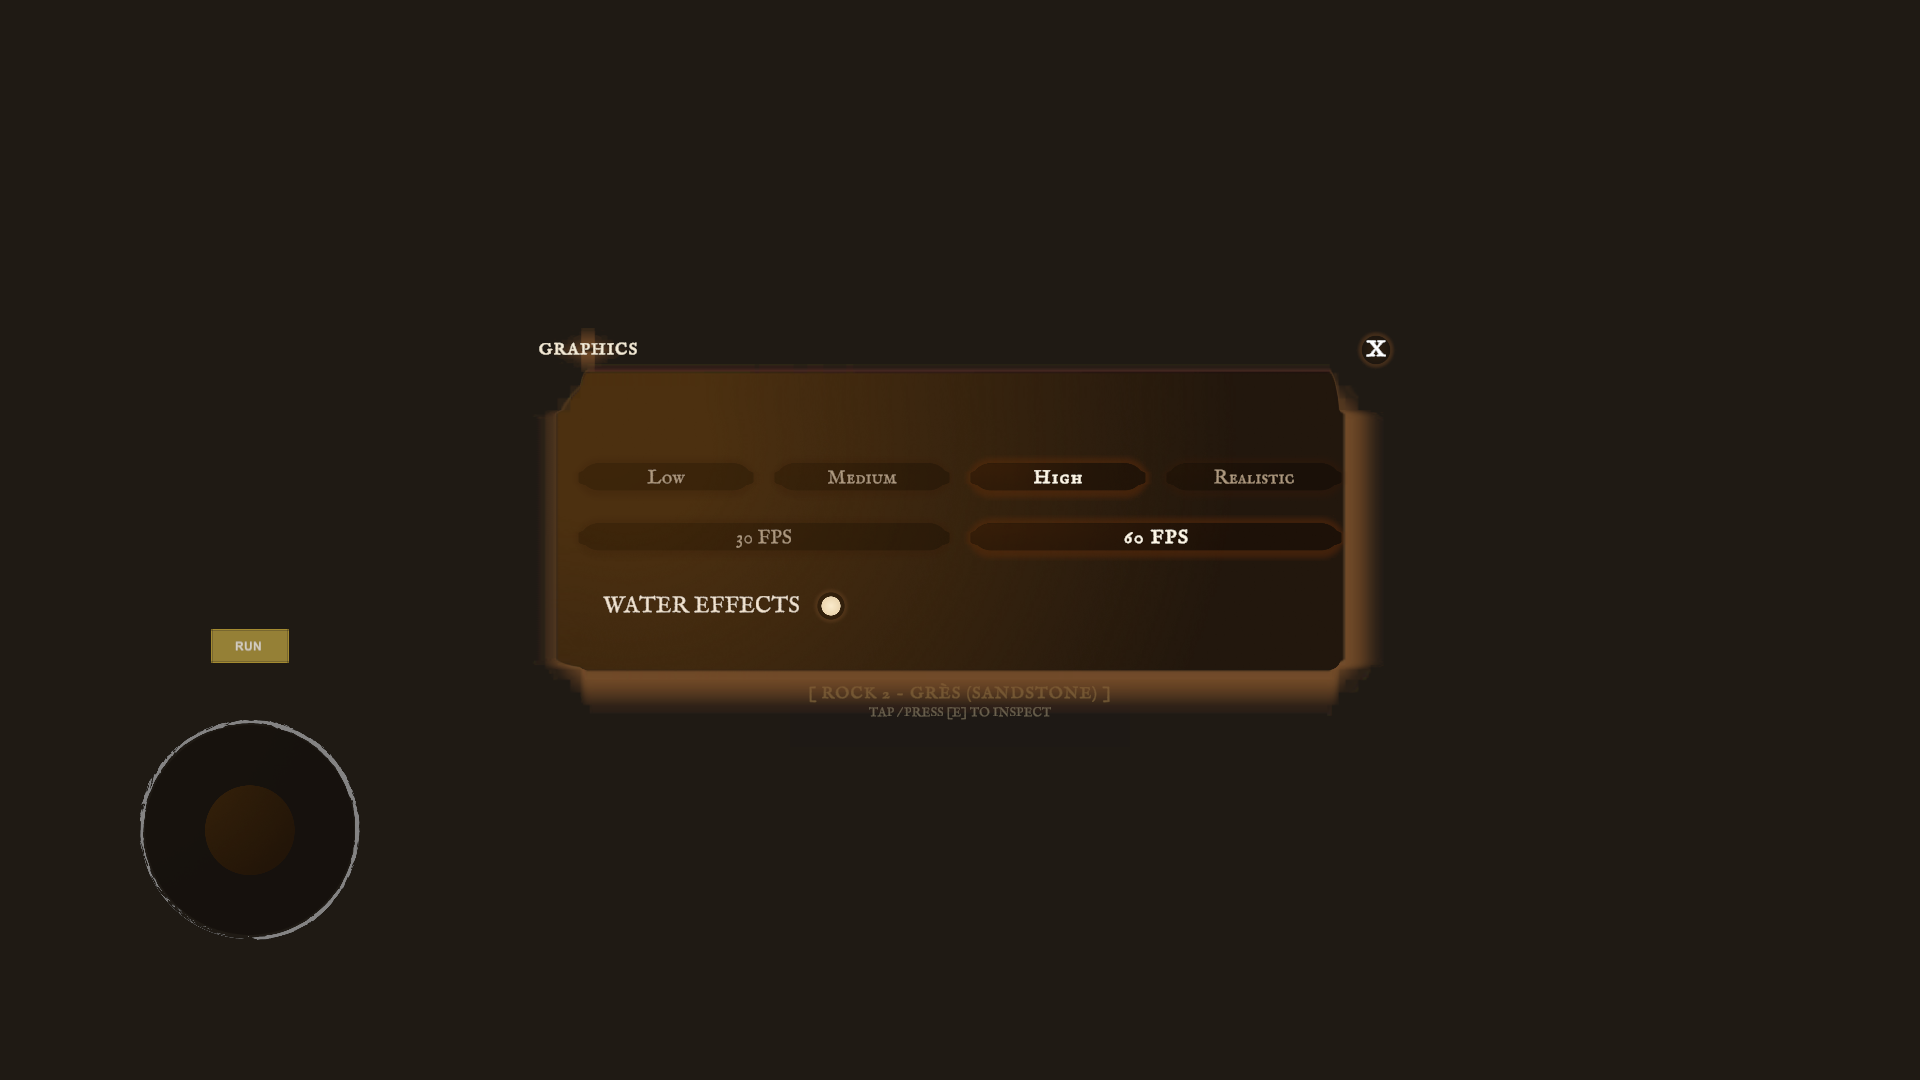 GRAPHICS
X
Low
Medium
High
Realistic
30 FPS
60 FPS
WATER EFFECTS
RUN
[ ROCK 2 - GRÈS (SANDSTONE) ]
TAP / PRESS [E] TO INSPECT